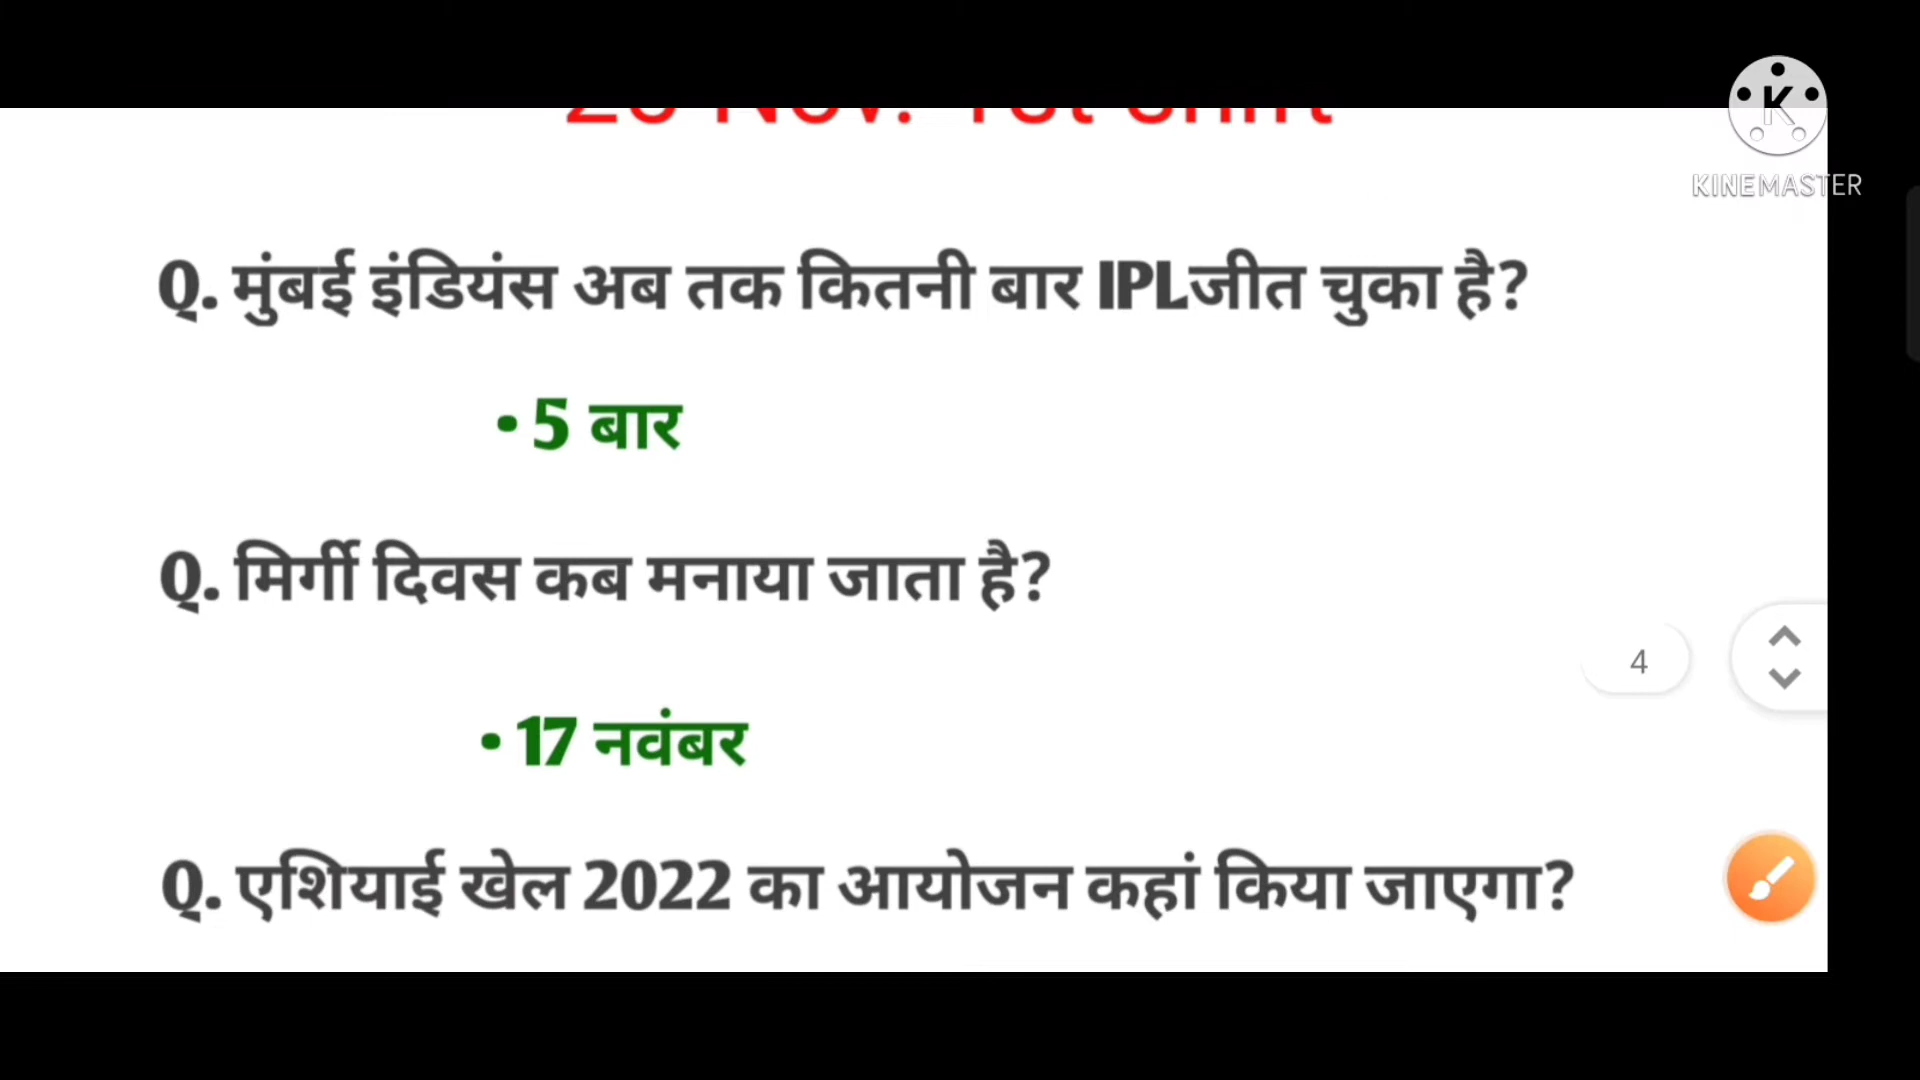 KINEMASTER
Q. मुंबई इंडियंस अब तक कितनी बार IPLजीत चुका है?
• 5 बार
Q. मिर्गी दिवस कब मनाया जाता है?
4
• 17 नवंबर
Q. एशियाई खेल 2022 का आयोजन कहां किया जाएगा?